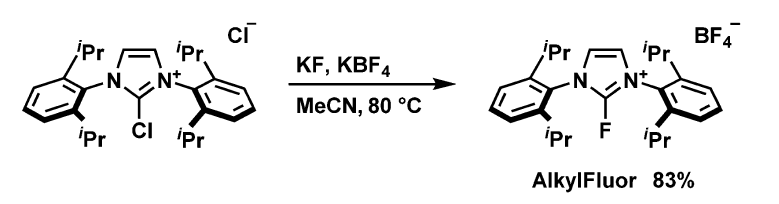 Cl⁻
BF₄⁻
ⁱPr
ⁱPr
ⁱPr
ⁱPr
N
N⁺
N
N⁺
KF, KBF₄
MeCN, 80 °C
Cl
F
ⁱPr
ⁱPr
ⁱPr
ⁱPr
AlkylFluor 83%